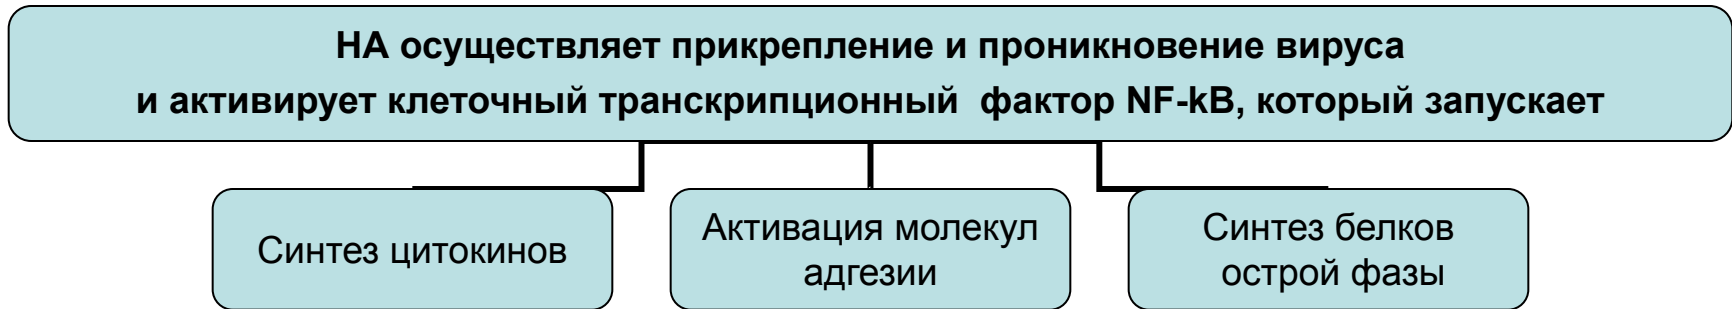 НА осуществляет прикрепление и проникновение вируса
и активирует клеточный транскрипционный фактор NF-kB, который запускает
Синтез цитокинов
Активация молекул
адгезии
Синтез белков
острой фазы